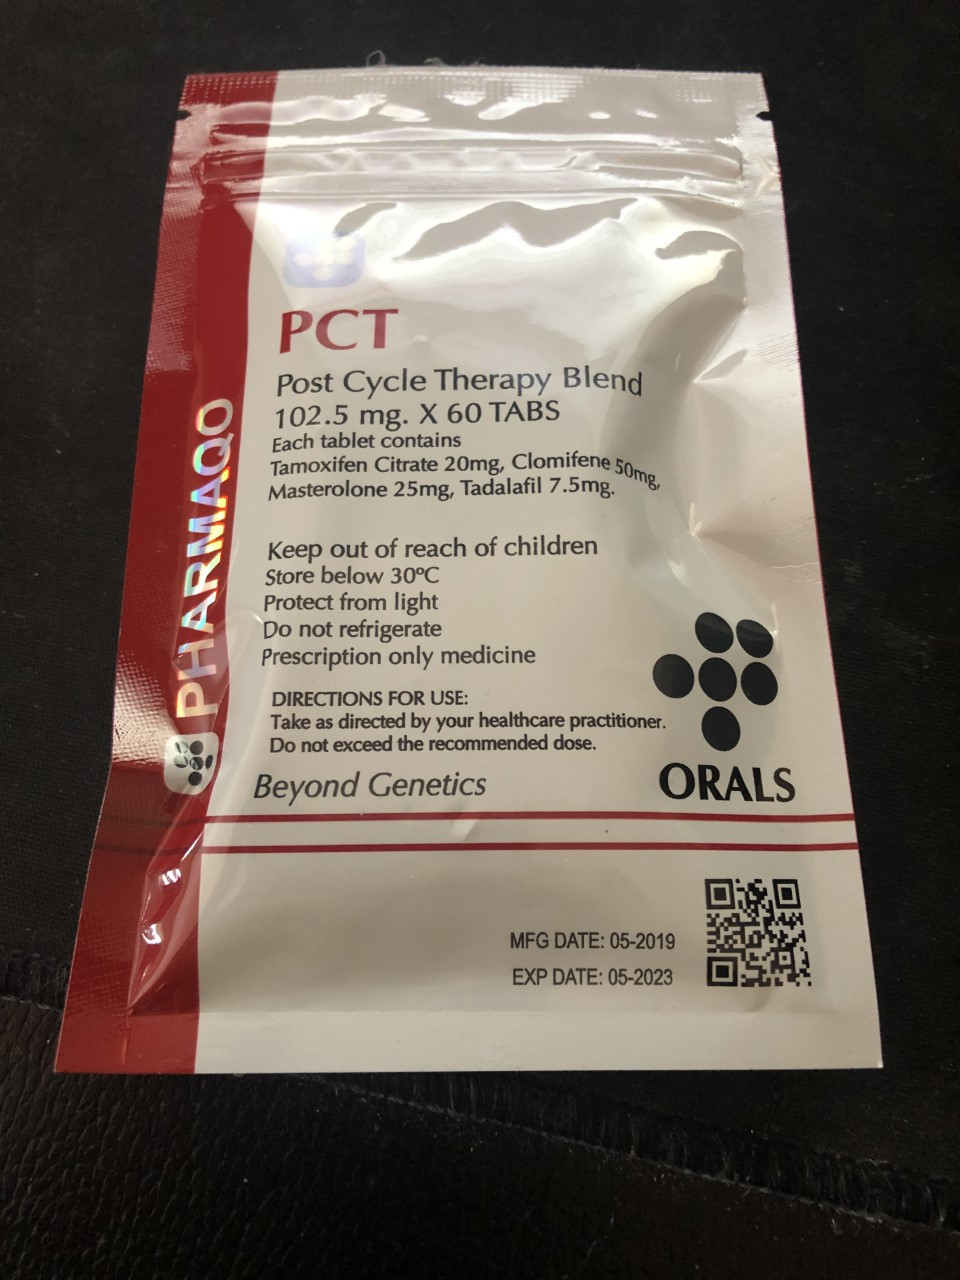 PHARMAQO
PCT
Post Cycle Therapy Blend
102.5 mg. X 60 TABS
Each tablet contains
Tamoxifen Citrate 20mg, Clomifene 50mg,
Masterolone 25mg, Tadalafil 7.5mg.
Keep out of reach of children
Store below 30ºC
Protect from light
Do not refrigerate
Prescription only medicine
DIRECTIONS FOR USE:
Take as directed by your healthcare practitioner.
Do not exceed the recommended dose.
Beyond Genetics
ORALS
MFG DATE: 05-2019
EXP DATE: 05-2023